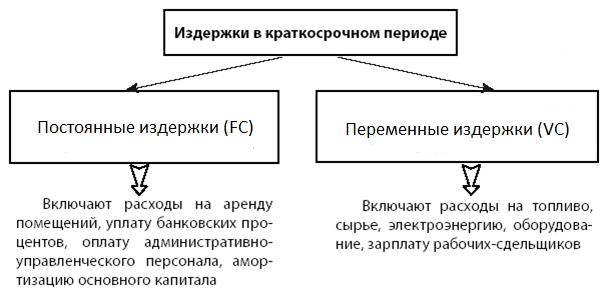 Издержки в краткосрочном периоде
Постоянные издержки (FC)
Переменные издержки (VC)
Включают расходы на аренду
помещений, уплату банковских про-
центов, оплату административно-
управленческого персонала, амор-
тизацию основного капитала
Включают расходы на топливо,
сырье, электроэнергию, оборудова-
ние, зарплату рабочих-сдельщиков